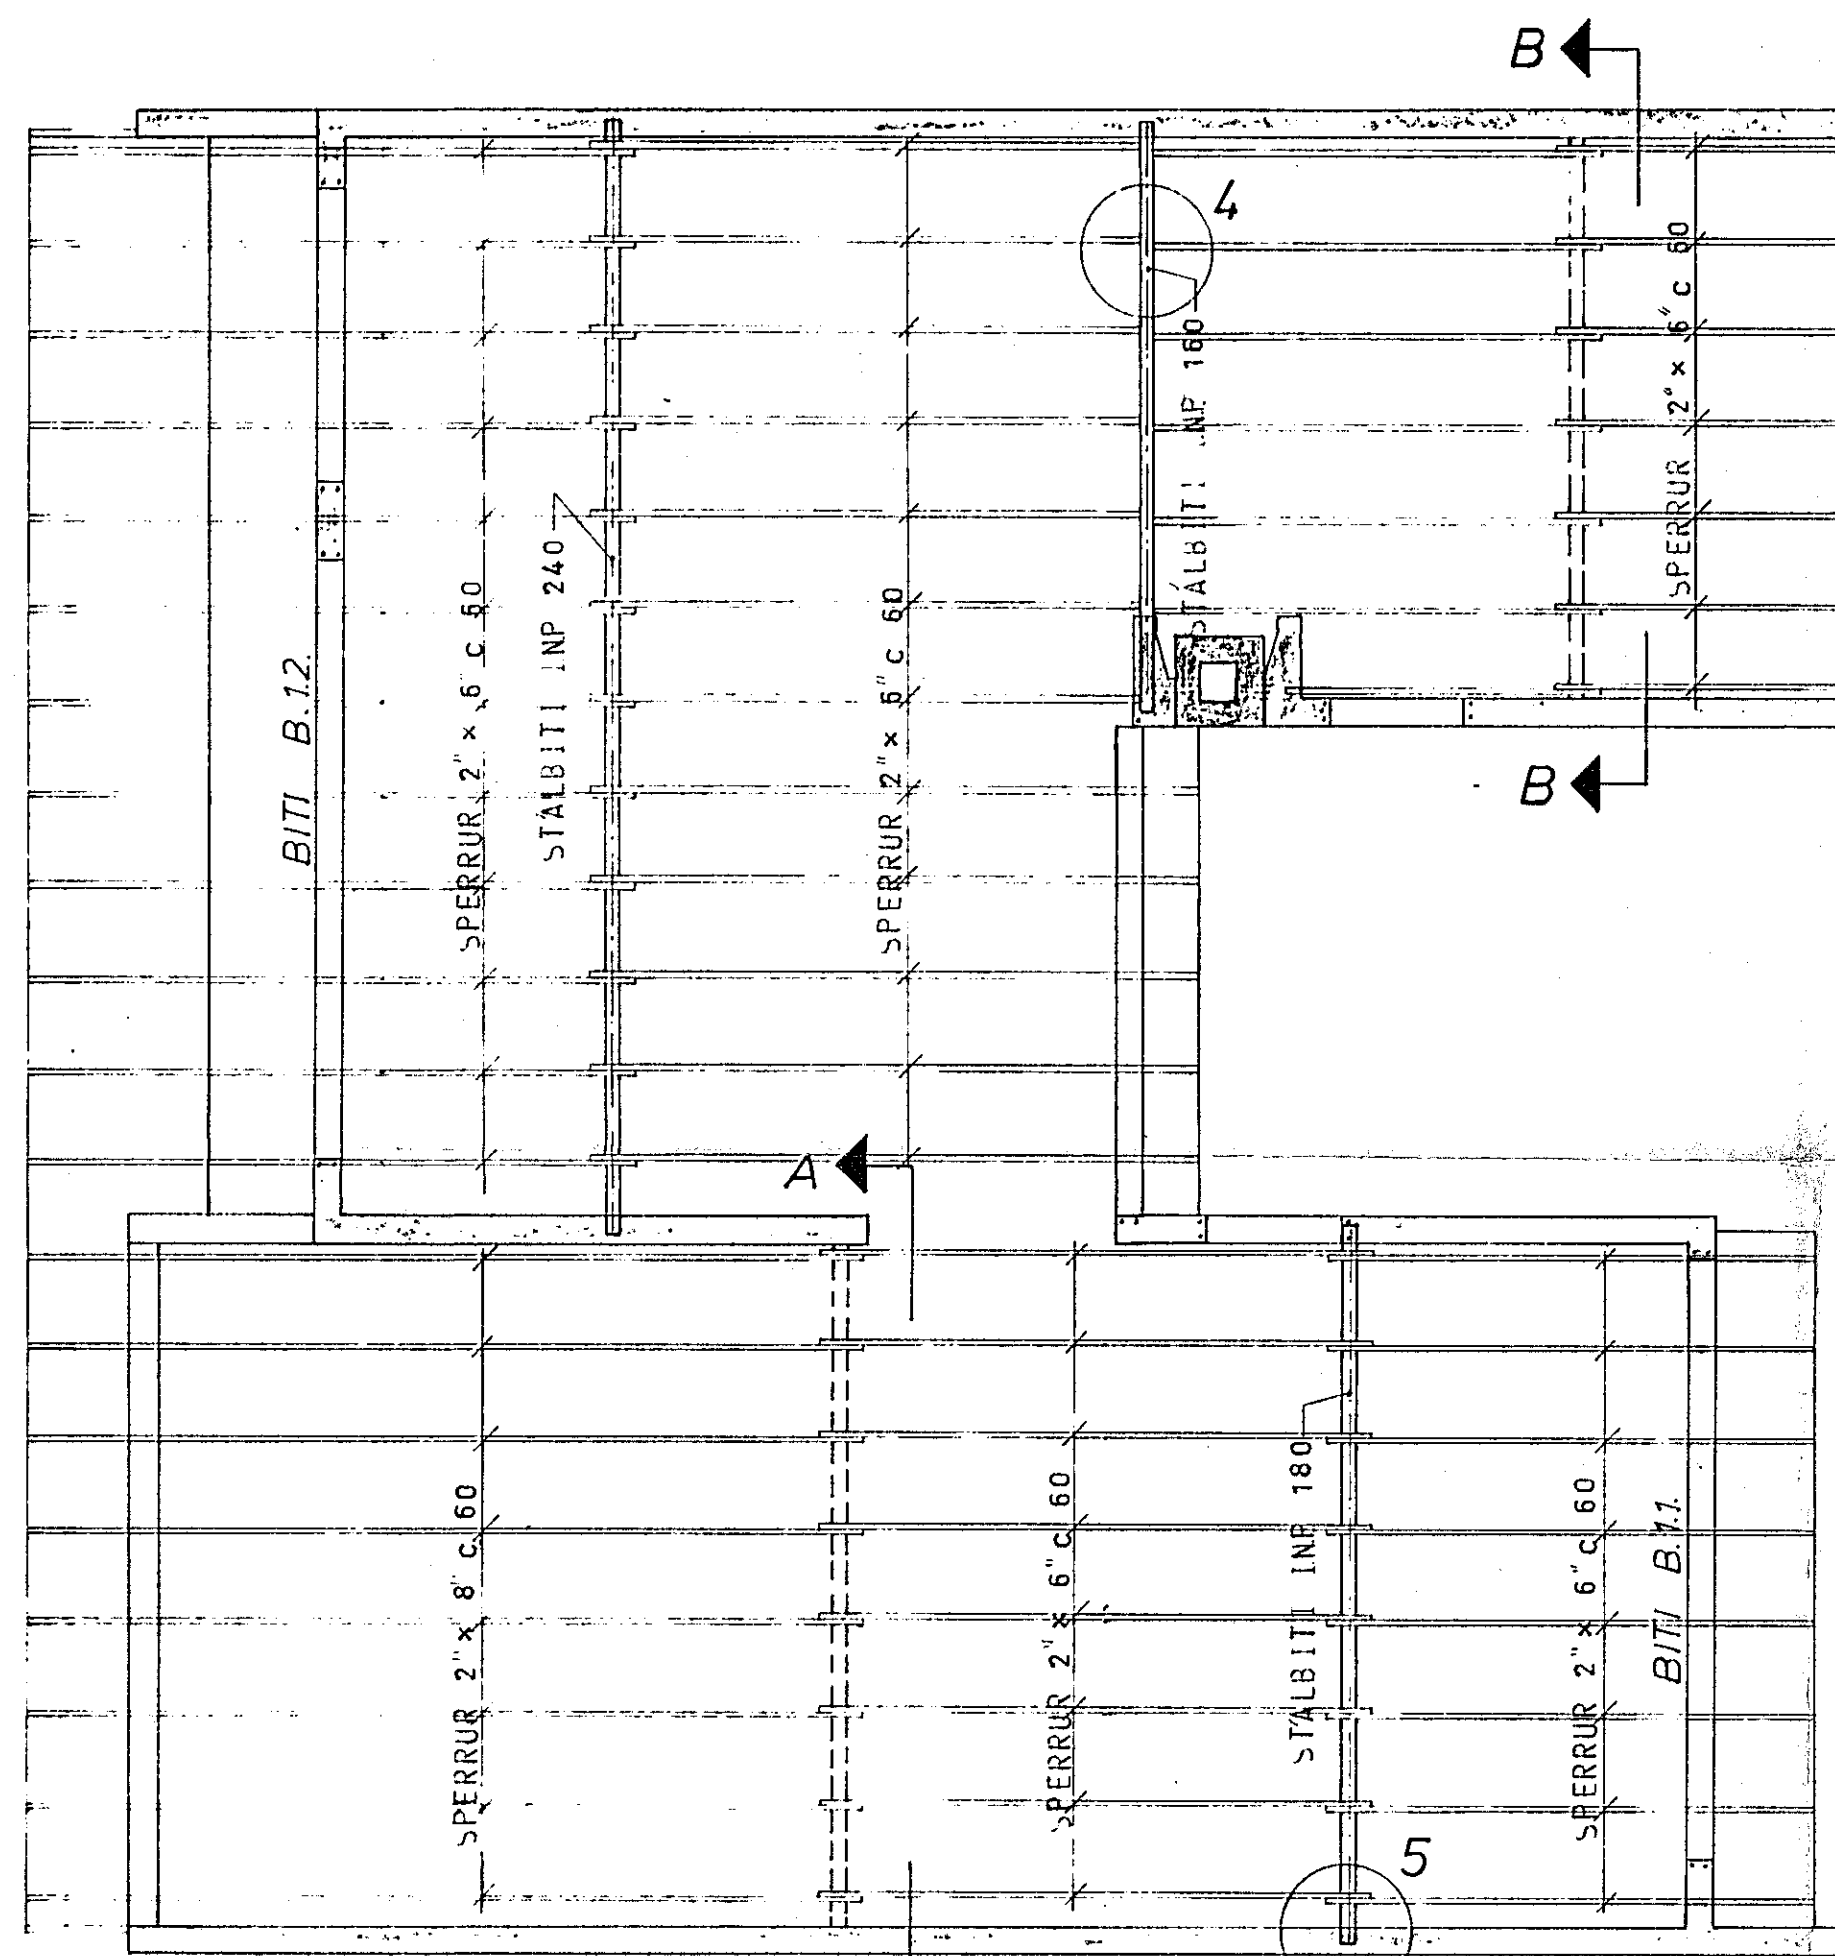 B
4
SPERRUR 2" x 6" c 60
STÁLBITI INP 160
BITI B.1.2.
SPERRUR 2" x 6" c 60
STÁLBITI INP 240
SPERRUR 2" x 6" c 60
B
A
SPERRUR 2" x 8" c 60
SPERRUR 2" x 6" c 60
STÁLBITI INP 180
SPERRUR 2" x 6" c 60
BITI B.1.1.
5